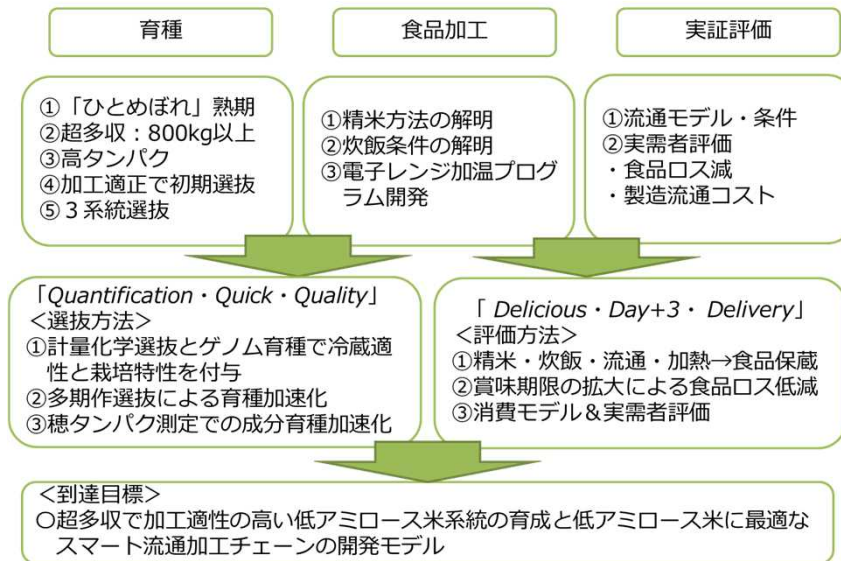 育種
食品加工
実証評価
①「ひとめぼれ」熟期
②超多収：800kg以上
③高タンパク
④加工適正で初期選抜
⑤３系統選抜
①精米方法の解明
②炊飯条件の解明
③電子レンジ加温プログ
ラム開発
①流通モデル・条件
②実需者評価
・食品ロス減
・製造流通コスト
「Quantification・Quick・Quality」
＜選抜方法＞
①計量化学選抜とゲノム育種で冷蔵適
性と栽培特性を付与
②多期作選抜による育種加速化
③穂タンパク測定での成分育種加速化
「 Delicious・Day+3・ Delivery」
＜評価方法＞
①精米・炊飯・流通・加熱→食品保蔵
②賞味期限の拡大による食品ロス低減
③消費モデル＆実需者評価
＜到達目標＞
〇超多収で加工適性の高い低アミロース米系統の育成と低アミロース米に最適な
スマート流通加工チェーンの開発モデル